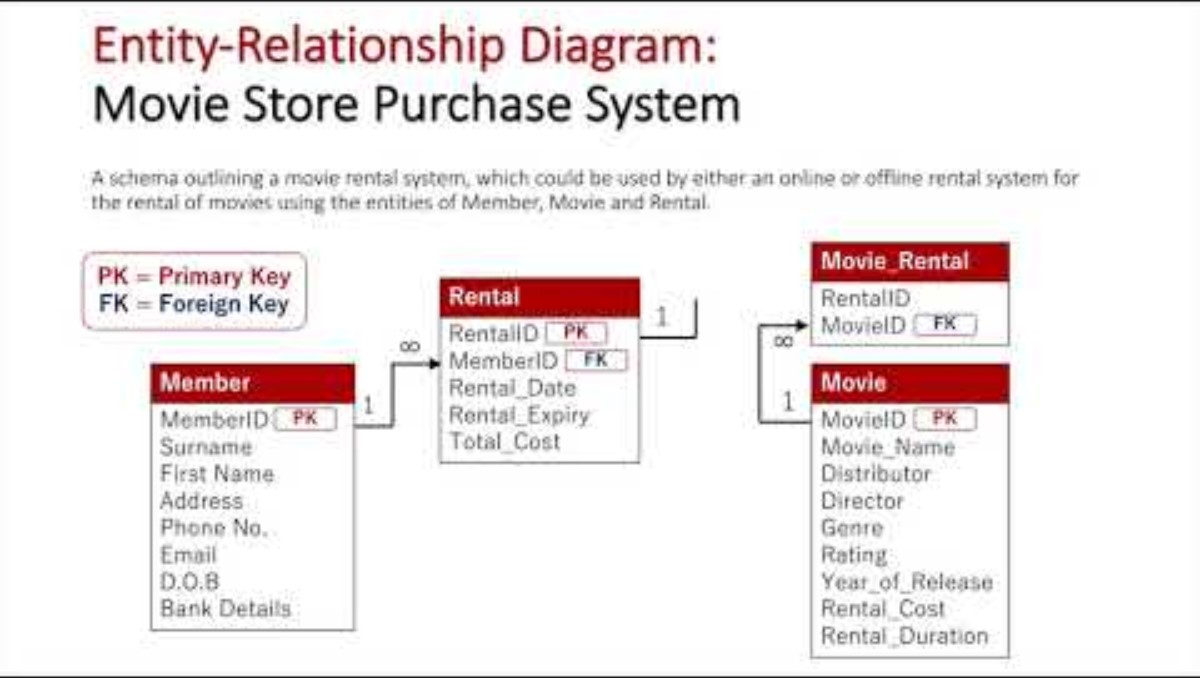 Entity-Relationship Diagram:
Movie Store Purchase System
A schema outlining a movie rental system, which could be used by either an online or offline rental system for
the rental of movies using the entities of Member, Movie and Rental.
PK = Primary Key
FK = Foreign Key
Member
MemberID PK
Surname
First Name
Address
Phone No.
Email
D.O.B
Bank Details
1
∞
Rental
RentalID PK
MemberID FK
Rental_Date
Rental_Expiry
Total_Cost
1
Movie_Rental
RentalID
MovieID FK
∞
1
Movie
MovieID PK
Movie_Name
Distributor
Director
Genre
Rating
Year_of_Release
Rental_Cost
Rental_Duration